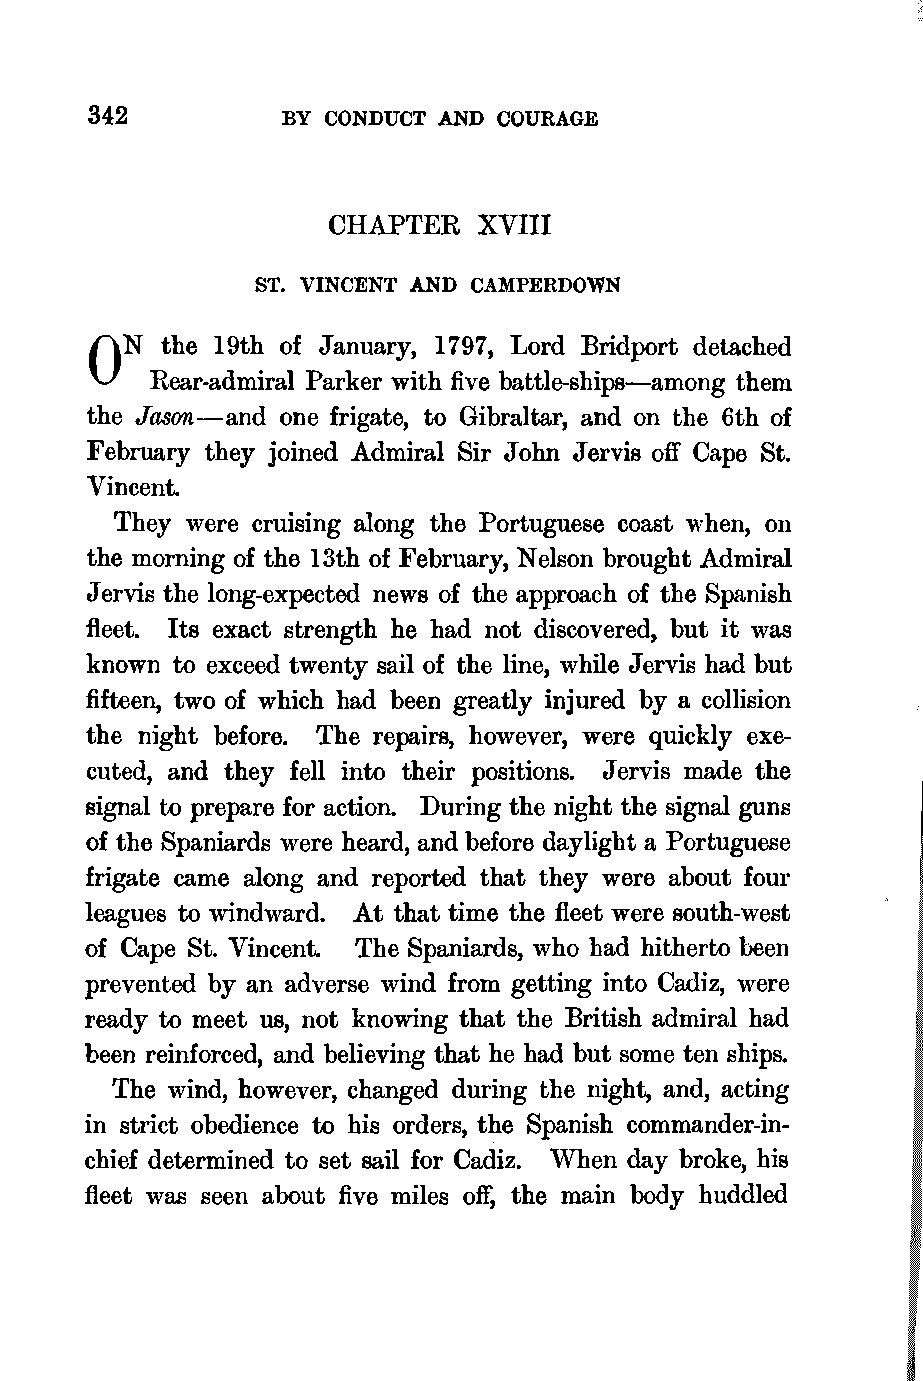 342 BY CONDUCT AND COURAGE
CHAPTER XVIII
ST. VINCENT AND CAMPERDOWN
ON the 19th of January, 1797, Lord Bridport detached
Rear-admiral Parker with five battle-ships—among them
the Jason—and one frigate, to Gibraltar, and on the 6th of
February they joined Admiral Sir John Jervis off Cape St.
Vincent.
They were cruising along the Portuguese coast when, on
the morning of the 13th of February, Nelson brought Admiral
Jervis the long-expected news of the approach of the Spanish
fleet. Its exact strength he had not discovered, but it was
known to exceed twenty sail of the line, while Jervis had but
fifteen, two of which had been greatly injured by a collision
the night before. The repairs, however, were quickly exe-
cuted, and they fell into their positions. Jervis made the
signal to prepare for action. During the night the signal guns
of the Spaniards were heard, and before daylight a Portuguese
frigate came along and reported that they were about four
leagues to windward. At that time the fleet were south-west
of Cape St. Vincent. The Spaniards, who had hitherto been
prevented by an adverse wind from getting into Cadiz, were
ready to meet us, not knowing that the British admiral had
been reinforced, and believing that he had but some ten ships.
The wind, however, changed during the night, and, acting
in strict obedience to his orders, the Spanish commander-in-
chief determined to set sail for Cadiz. When day broke, his
fleet was seen about five miles off, the main body huddled